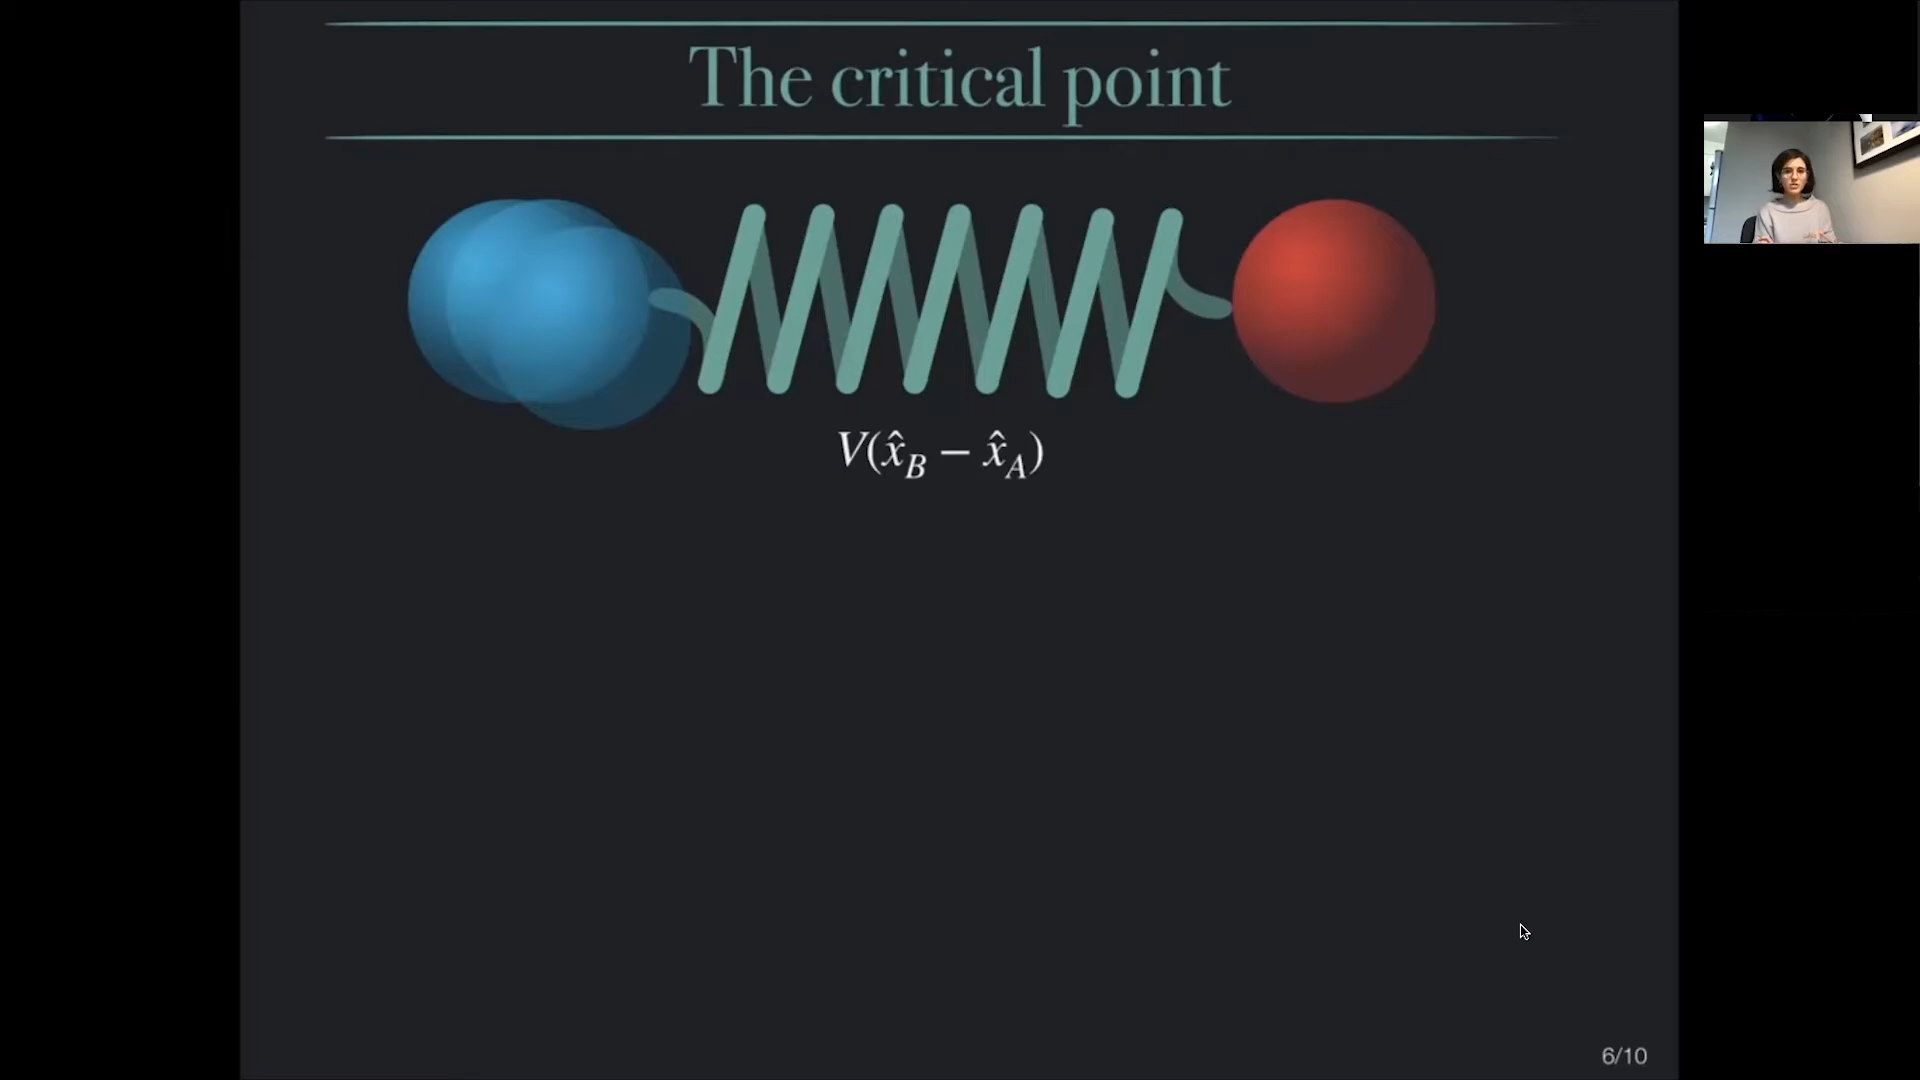 The critical point
V(x̂_B − x̂_A)
6/10